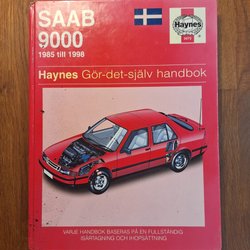 SAAB
9000
1985 till 1998
Haynes
Haynes Gör-det-själv handbok
VARJE HANDBOK BASERAS PÅ EN FULLSTÄNDIG
ISÄRTAGNING OCH IHOPSÄTTNING